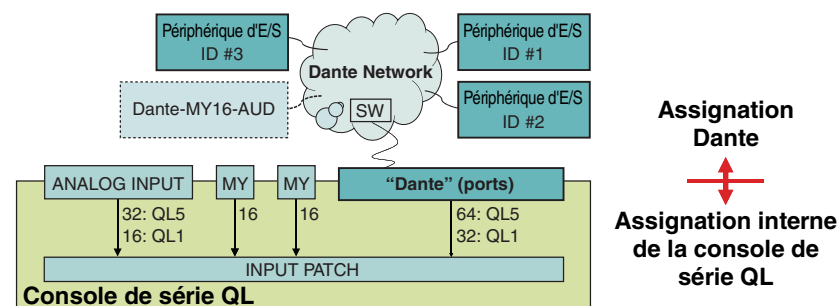 Périphérique d'E/S
ID #3
Périphérique d'E/S
ID #1
Dante Network
Dante-MY16-AUD
SW
Périphérique d'E/S
ID #2
ANALOG INPUT
MY
MY
“Dante” (ports)
32: QL5
16: QL1
16
16
64: QL5
32: QL1
INPUT PATCH
Console de série QL
Assignation
Dante
Assignation interne
de la console de
série QL